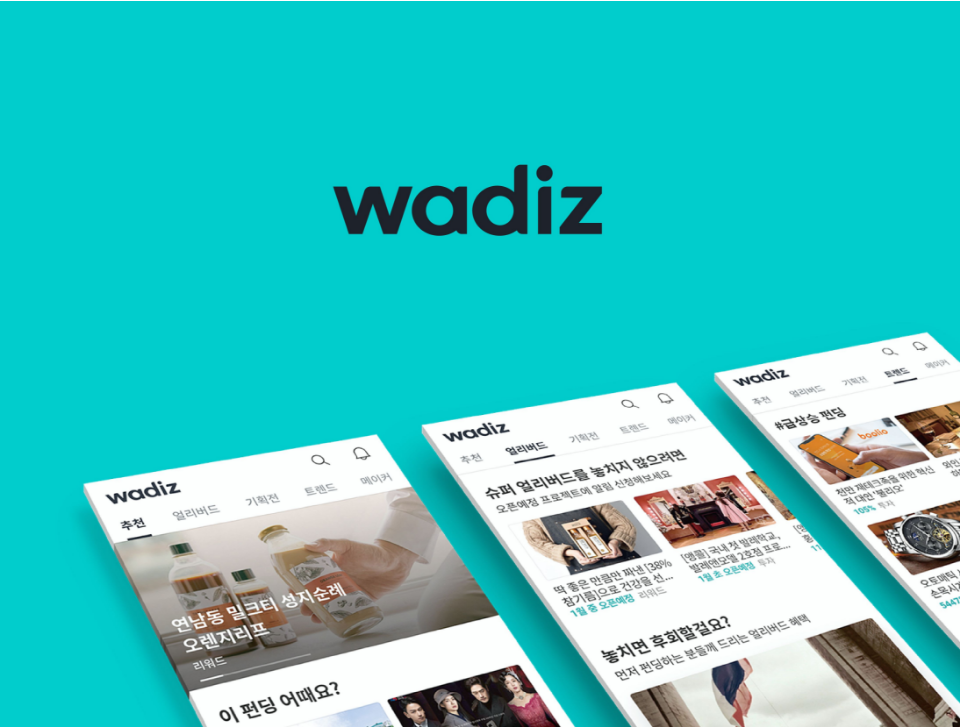 wadiz
wadiz
추천
얼리버드
기획전
트렌드
메이커
연남동 밀크티 성지순례
오렌지리프
리워드
이 펀딩 어때요?
wadiz
추천
얼리버드
기획전
트렌드
메이커
슈퍼 얼리버드를 놓치지 않으려면
오픈예정 프로젝트에 알림 신청해보세요
딱 좋은 만큼만 짜낸 [38%
참기름]으로 건강을 선...
1월 중 오픈예정 리워드
[앵콜] 국내 첫 발레학교,
발레앤모델 2호점 프로...
1월 초 오픈예정 투자
놓치면 후회할걸요?
먼저 펀딩하는 분들께 드리는 얼리버드 혜택
wadiz
추천
얼리버드
기획전
트렌드
메이커
#급상승 펀딩
boolio
천만 재테크족을 위한 혁신
적 대안 '불리오'
105% 투자
와인
오토매틱
손목시
5447